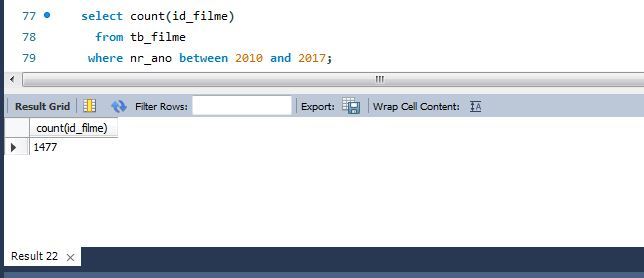 77 select count(id_filme)
78 from tb_filme
79 where nr_ano between 2010 and 2017;
Result Grid Filter Rows: Export: Wrap Cell Content: IA
count(id_filme)
1477
Result 22 ×